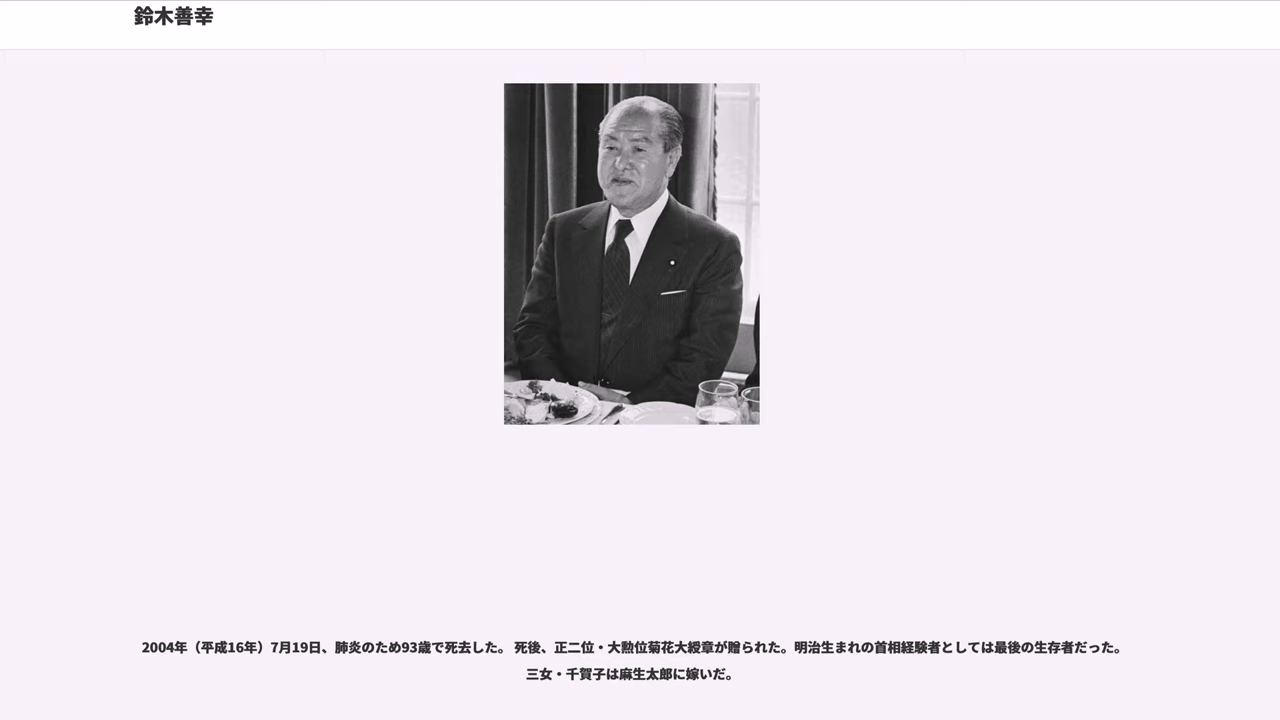 鈴木善幸
2004年（平成16年）7月19日、肺炎のため93歳で死去した。 死後、正二位・大勲位菊花大綬章が贈られた。明治生まれの首相経験者としては最後の生存者だった。
三女・千賀子は麻生太郎に嫁いだ。